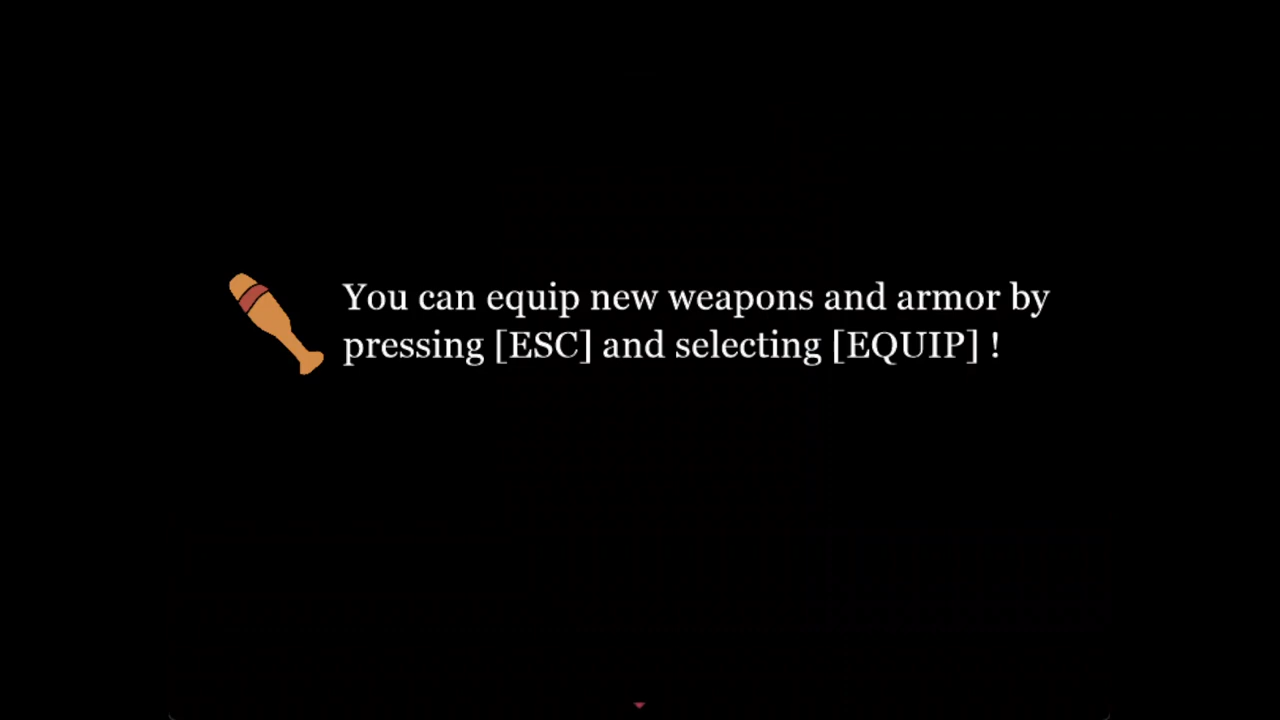 You can equip new weapons and armor by
pressing [ESC] and selecting [EQUIP] !